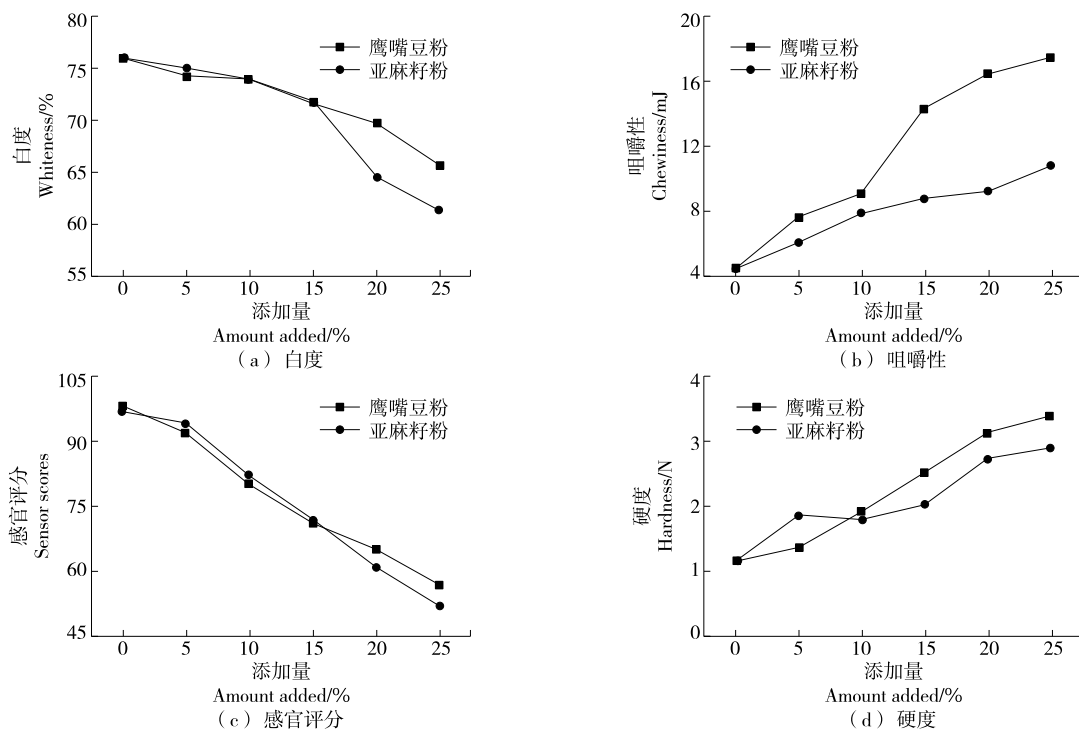 80
75
70
65
60
55
白度
Whiteness/%
鹰嘴豆粉
亚麻籽粉
0 5 10 15 20 25
添加量
Amount added/%
(a) 白度
20
16
12
8
4
咀嚼性
Chewiness/mJ
鹰嘴豆粉
亚麻籽粉
0 5 10 15 20 25
添加量
Amount added/%
(b) 咀嚼性
105
90
75
60
45
感官评分
Sensor scores
鹰嘴豆粉
亚麻籽粉
0 5 10 15 20 25
添加量
Amount added/%
(c) 感官评分
4
3
2
1
0
硬度
Hardness/N
鹰嘴豆粉
亚麻籽粉
0 5 10 15 20 25
添加量
Amount added/%
(d) 硬度